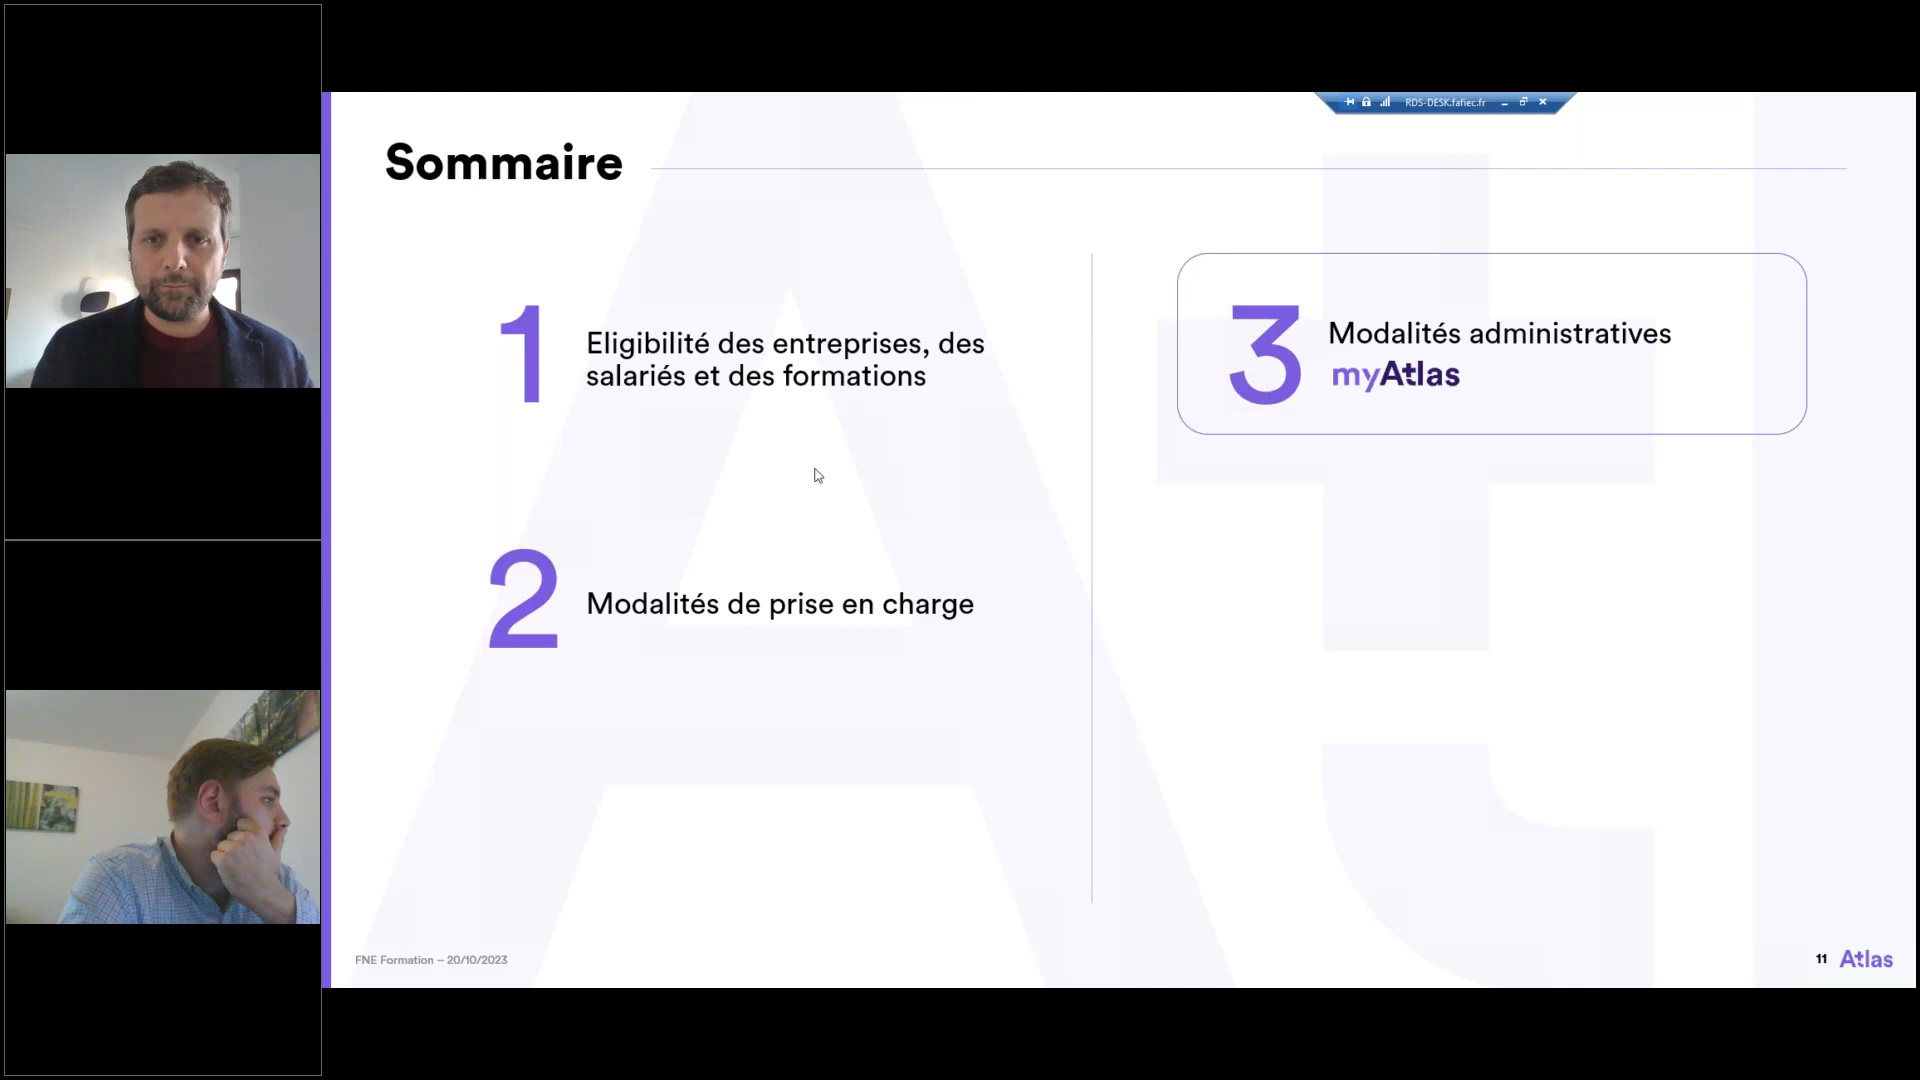 RDS-DESK.fafiec.fr
Sommaire
1
Eligibilité des entreprises, des
salariés et des formations
2
Modalités de prise en charge
3
Modalités administratives
myAtlas
FNE Formation – 20/10/2023
11
Atlas